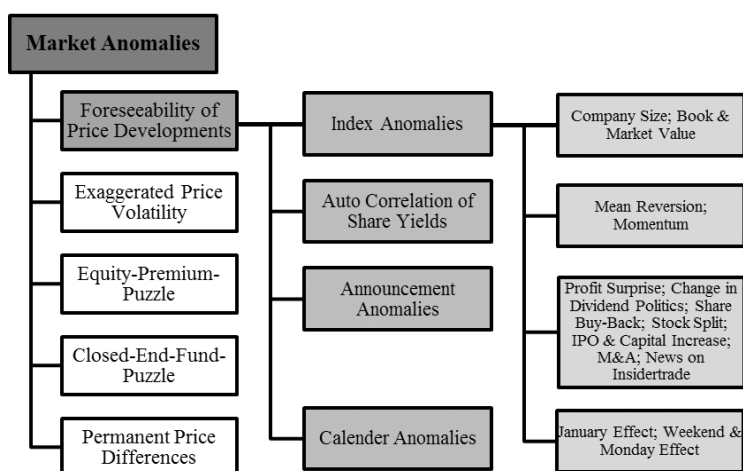 Market Anomalies
Foreseeability of
Price Developments
Exaggerated Price
Volatility
Equity-Premium-
Puzzle
Closed-End-Fund-
Puzzle
Permanent Price
Differences
Index Anomalies
Auto Correlation of
Share Yields
Announcement
Anomalies
Calender Anomalies
Company Size; Book &
Market Value
Mean Reversion;
Momentum
Profit Surprise; Change in
Dividend Politics; Share
Buy-Back; Stock Split;
IPO & Capital Increase;
M&A; News on
Insidertrade
January Effect; Weekend &
Monday Effect